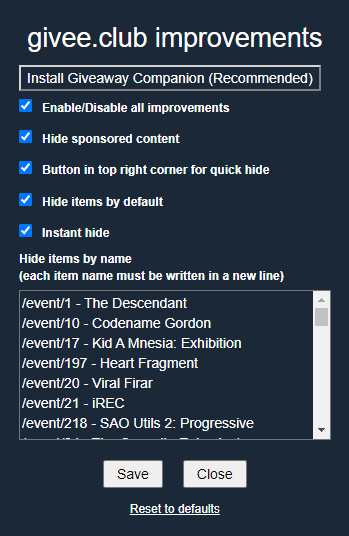 givee.club improvements
Install Giveaway Companion (Recommended)
Enable/Disable all improvements
Hide sponsored content
Button in top right corner for quick hide
Hide items by default
Instant hide
Hide items by name
(each item name must be written in a new line)
/event/1 - The Descendant
/event/10 - Codename Gordon
/event/17 - Kid A Mnesia: Exhibition
/event/197 - Heart Fragment
/event/20 - Viral Firar
/event/21 - iREC
/event/218 - SAO Utils 2: Progressive
Save
Close
Reset to defaults